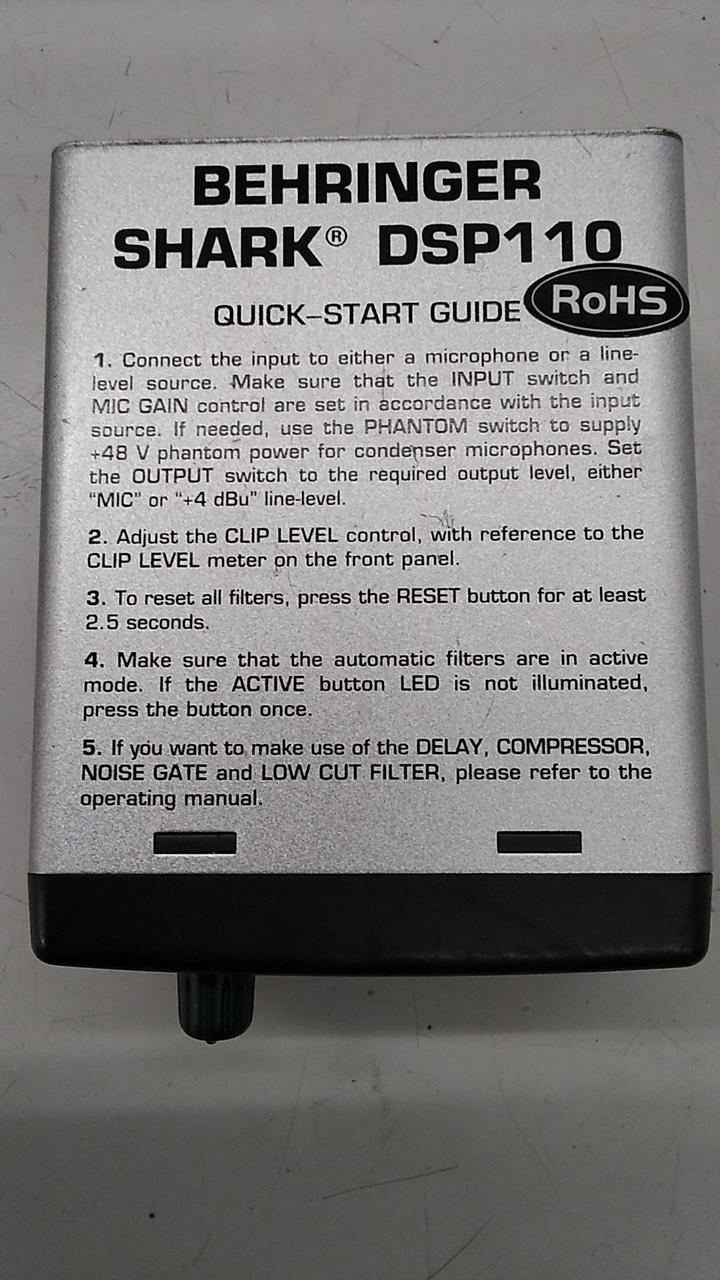 BEHRINGER
SHARK® DSP110
QUICK-START GUIDE
RoHS
1. Connect the input to either a microphone or a line-
level source. Make sure that the INPUT switch and
MIC GAIN control are set in accordance with the input
source. If needed, use the PHANTOM switch to supply
+48 V phantom power for condenser microphones. Set
the OUTPUT switch to the required output level, either
“MIC” or “+4 dBu” line-level.
2. Adjust the CLIP LEVEL control, with reference to the
CLIP LEVEL meter on the front panel.
3. To reset all filters, press the RESET button for at least
2.5 seconds.
4. Make sure that the automatic filters are in active
mode. If the ACTIVE button LED is not illuminated,
press the button once.
5. If you want to make use of the DELAY, COMPRESSOR,
NOISE GATE and LOW CUT FILTER, please refer to the
operating manual.